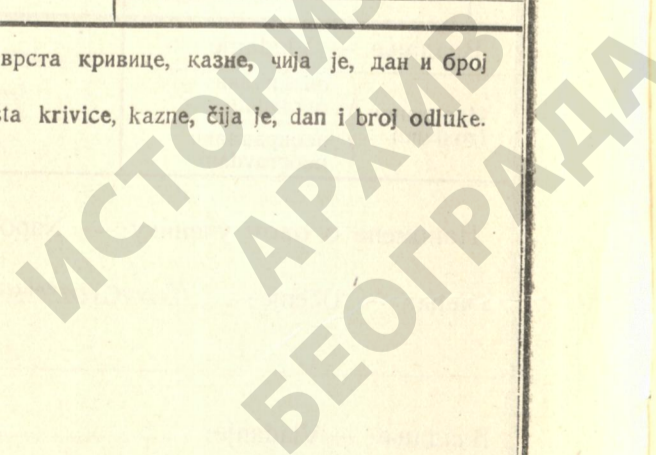 врста кривице, казне, чија је, дан и број
sta krivice, kazne, čija je, dan i broj odluke.
ИСТОРИЈСКИ
АРХИВ
БЕОГРАДА